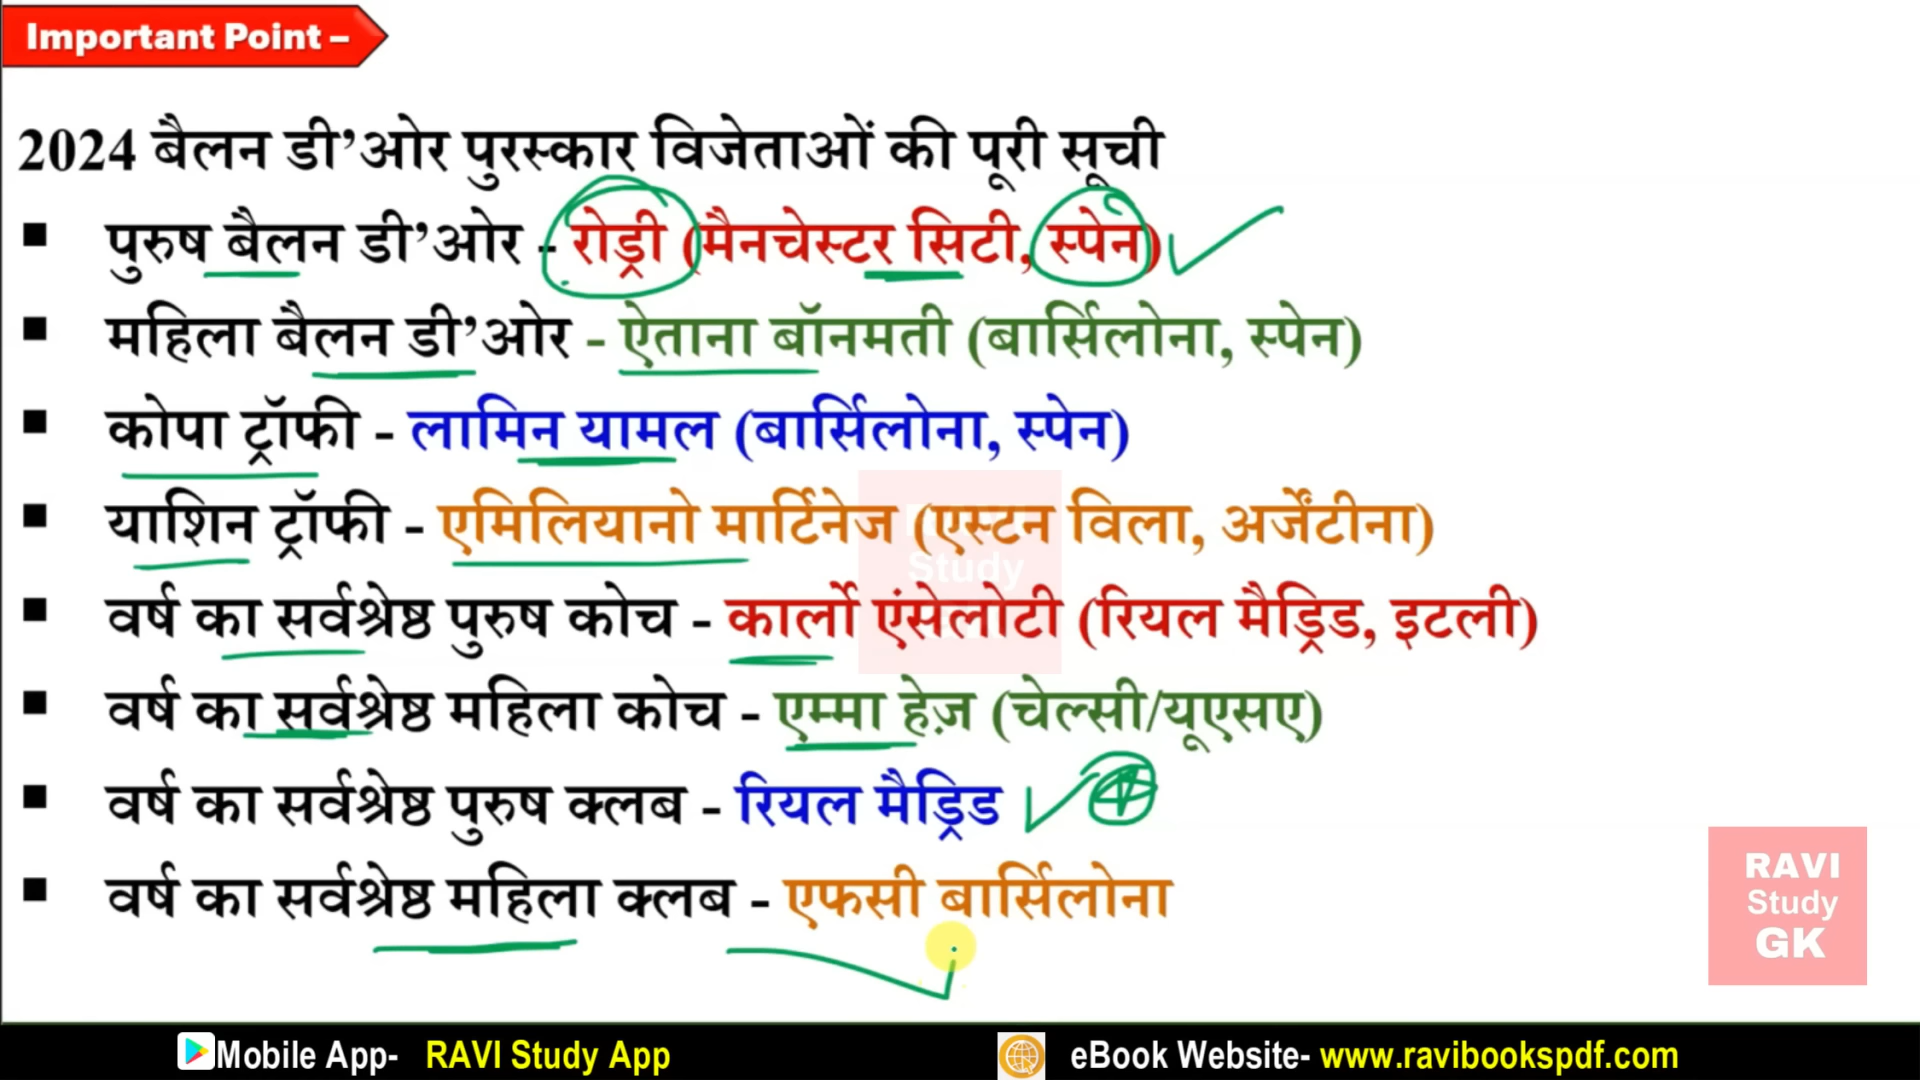 Important Point –
2024 बैलन डी’ओर पुरस्कार विजेताओं की पूरी सूची
▪ पुरुष बैलन डी’ओर - रोड्री (मैनचेस्टर सिटी, स्पेन)
▪ महिला बैलन डी’ओर - ऐताना बॉनमती (बार्सिलोना, स्पेन)
▪ कोपा ट्रॉफी - लामिन यामल (बार्सिलोना, स्पेन)
▪ याशिन ट्रॉफी - एमिलियानो मार्टिनेज (एस्टन विला, अर्जेंटीना)
Study
▪ वर्ष का सर्वश्रेष्ठ पुरुष कोच - कार्लो एंसेलोटी (रियल मैड्रिड, इटली)
▪ वर्ष का सर्वश्रेष्ठ महिला कोच - एम्मा हेज़ (चेल्सी/यूएसए)
▪ वर्ष का सर्वश्रेष्ठ पुरुष क्लब - रियल मैड्रिड
▪ वर्ष का सर्वश्रेष्ठ महिला क्लब - एफसी बार्सिलोना
RAVI
Study
GK
Mobile App- RAVI Study App
eBook Website- www.ravibookspdf.com